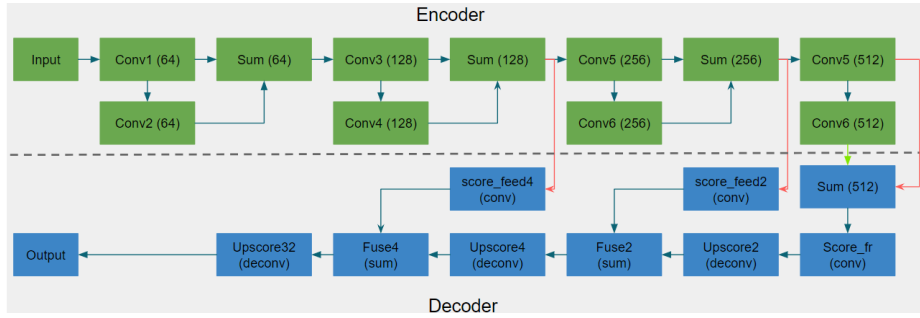 Encoder
Input
Conv1 (64)
Sum (64)
Conv3 (128)
Sum (128)
Conv5 (256)
Sum (256)
Conv5 (512)
Conv2 (64)
Conv4 (128)
Conv6 (256)
Conv6 (512)
score_feed4
(conv)
score_feed2
(conv)
Sum (512)
Output
Upscore32
(deconv)
Fuse4
(sum)
Upscore4
(deconv)
Fuse2
(sum)
Upscore2
(deconv)
Score_fr
(conv)
Decoder